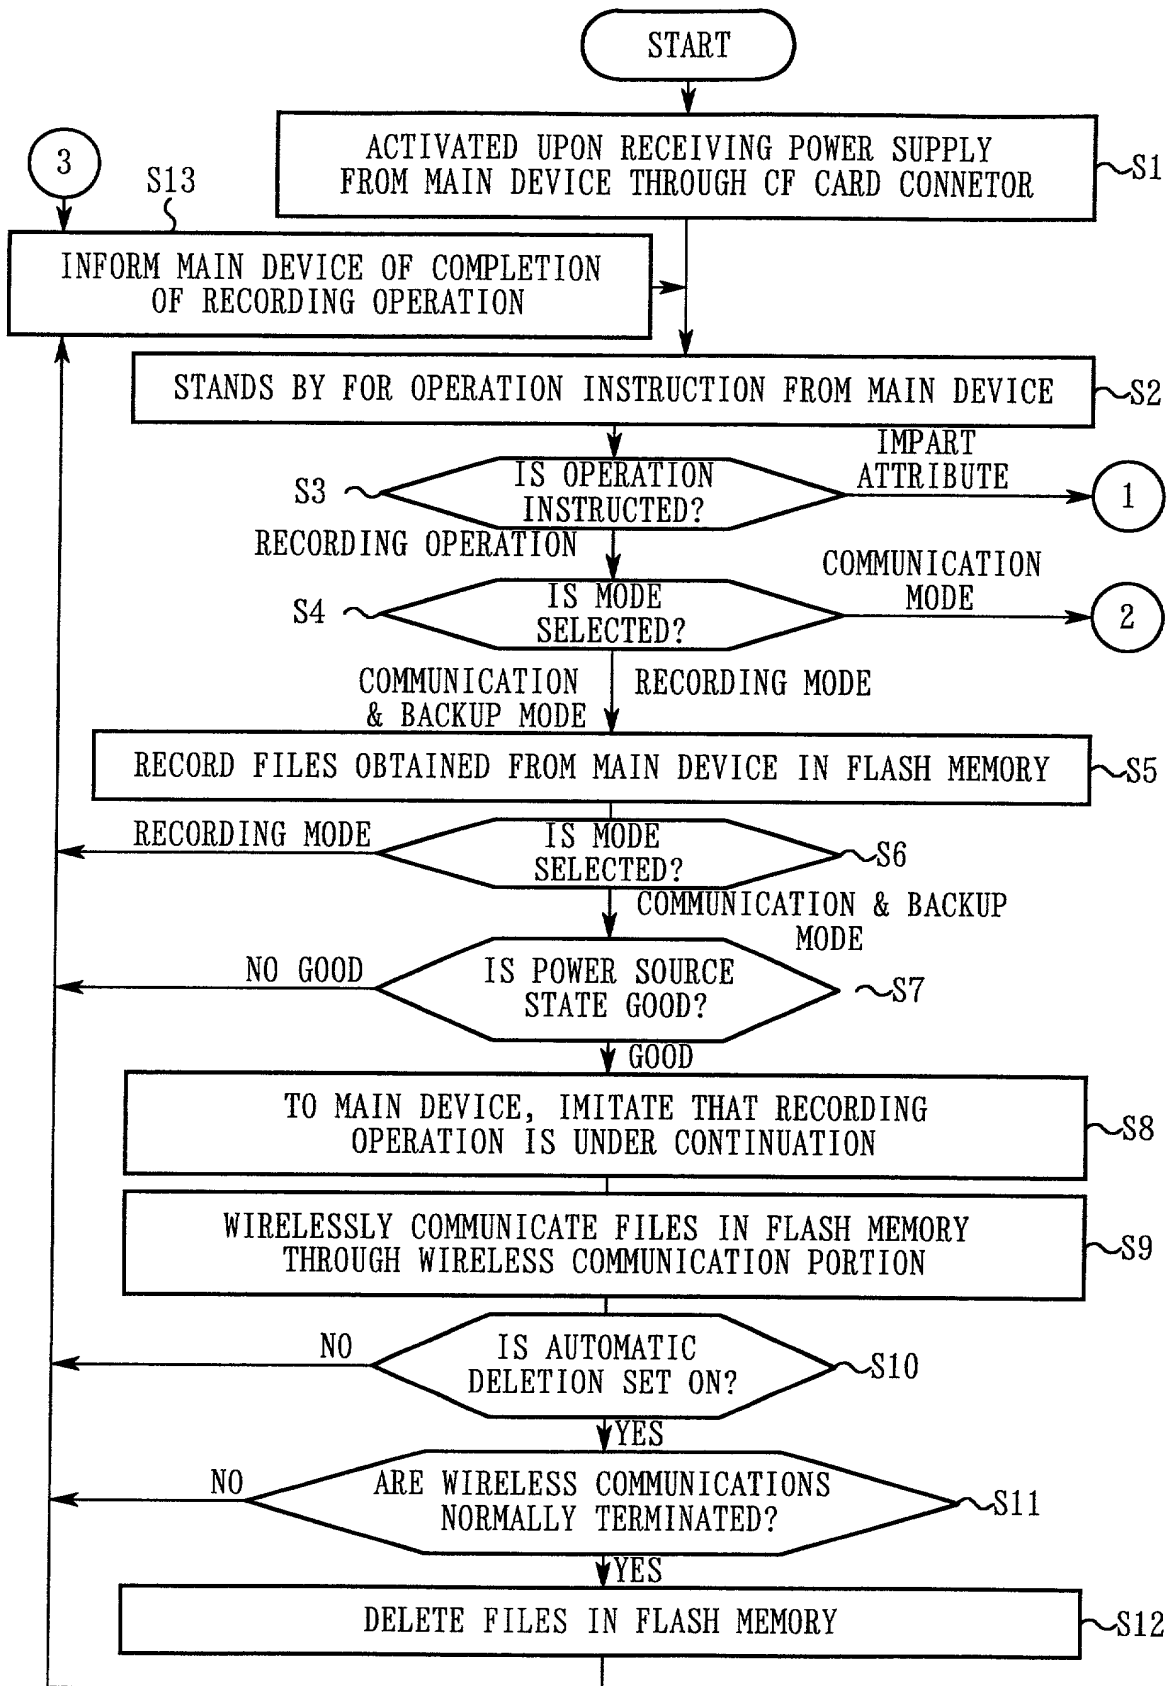 START
ACTIVATED UPON RECEIVING POWER SUPPLY
FROM MAIN DEVICE THROUGH CF CARD CONNETOR
S1
3
S13
INFORM MAIN DEVICE OF COMPLETION
OF RECORDING OPERATION
STANDS BY FOR OPERATION INSTRUCTION FROM MAIN DEVICE
S2
S3
IS OPERATION
INSTRUCTED?
IMPART
ATTRIBUTE
1
RECORDING OPERATION
S4
IS MODE
SELECTED?
COMMUNICATION
MODE
2
COMMUNICATION
& BACKUP MODE
RECORDING MODE
RECORD FILES OBTAINED FROM MAIN DEVICE IN FLASH MEMORY
S5
RECORDING MODE
IS MODE
SELECTED?
S6
COMMUNICATION & BACKUP
MODE
NO GOOD
IS POWER SOURCE
STATE GOOD?
S7
GOOD
TO MAIN DEVICE, IMITATE THAT RECORDING
OPERATION IS UNDER CONTINUATION
S8
WIRELESSLY COMMUNICATE FILES IN FLASH MEMORY
THROUGH WIRELESS COMMUNICATION PORTION
S9
NO
IS AUTOMATIC
DELETION SET ON?
S10
YES
NO
ARE WIRELESS COMMUNICATIONS
NORMALLY TERMINATED?
S11
YES
DELETE FILES IN FLASH MEMORY
S12